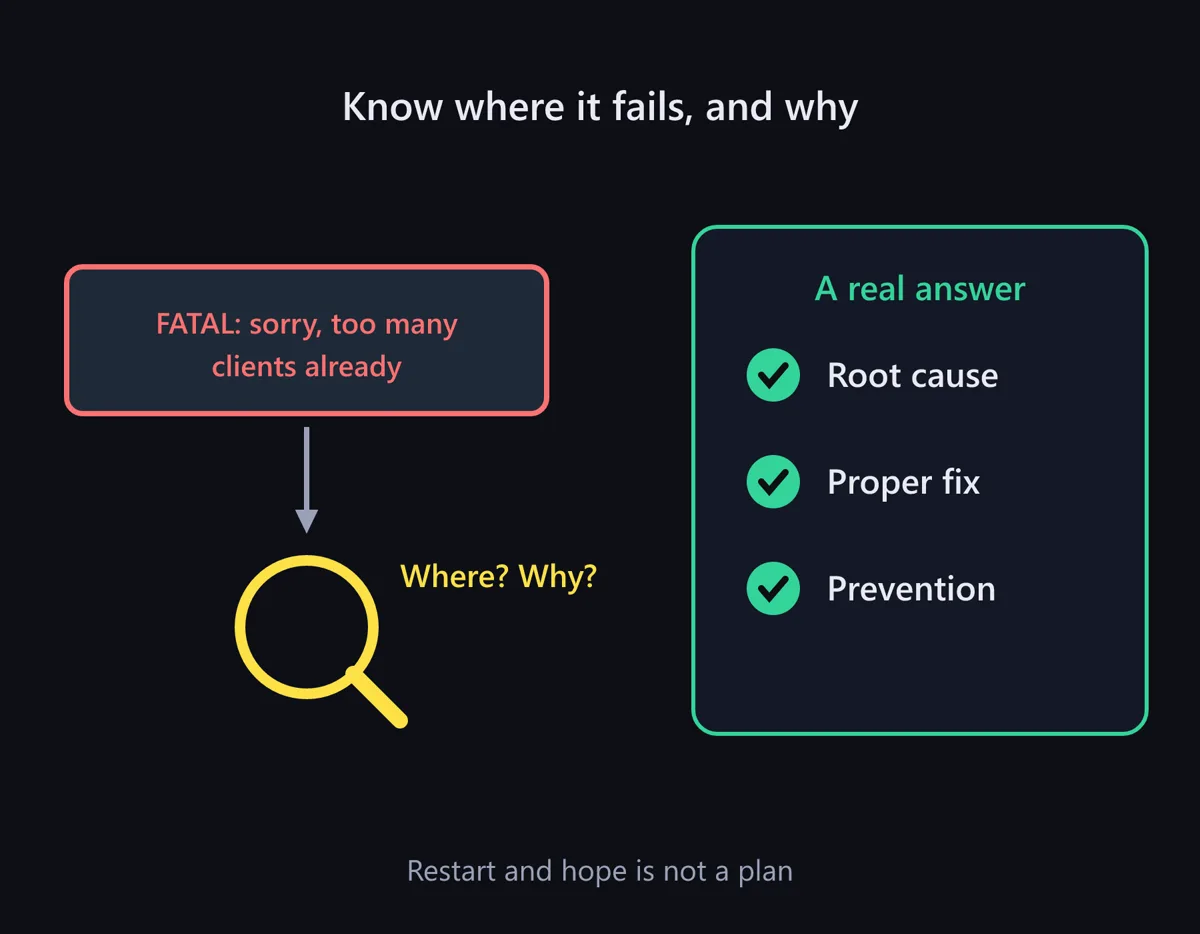 Know where it fails, and why
FATAL: sorry, too many
clients already
Where? Why?
A real answer
Root cause
Proper fix
Prevention
Restart and hope is not a plan